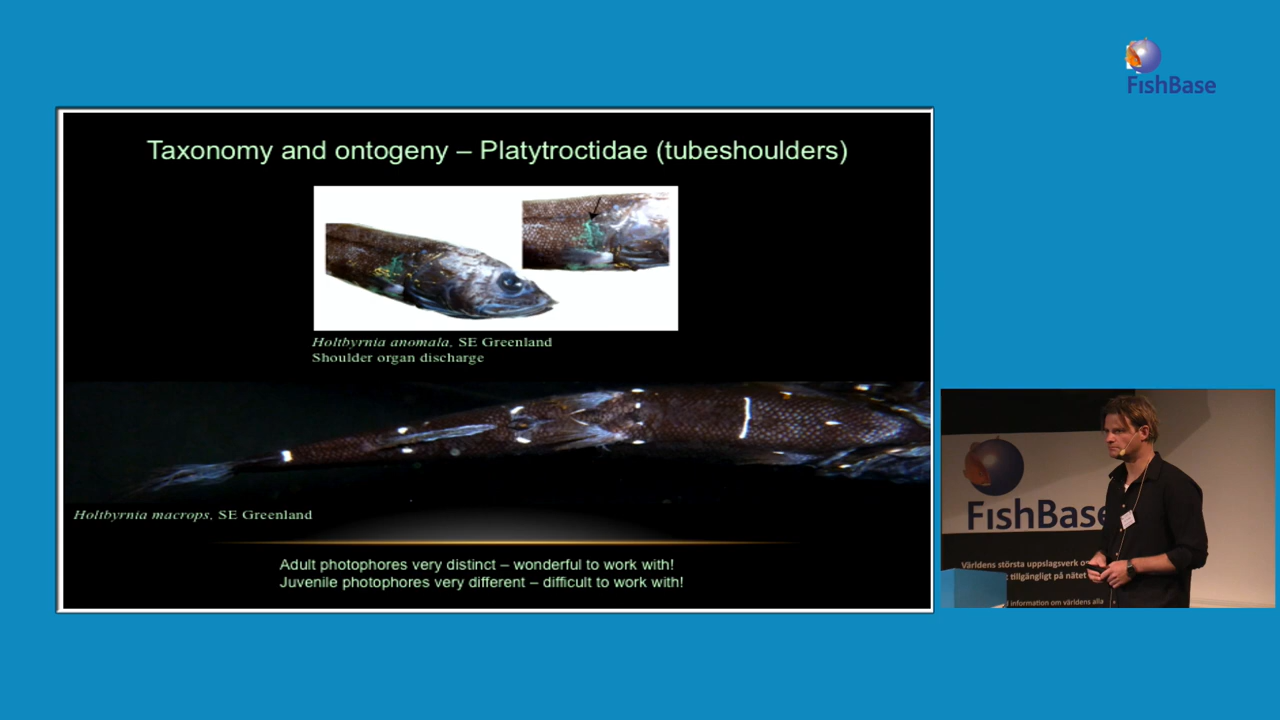 FishBase
Taxonomy and ontogeny – Platytroctidae (tubeshoulders)
Holtbyrnia anomala, SE Greenland
Shoulder organ discharge
Holtbyrnia macrops, SE Greenland
Adult photophores very distinct – wonderful to work with!
Juvenile photophores very different – difficult to work with!
FishBase
Världens största uppslagsverk o
t tillgängligt på nätet
information om världens alla